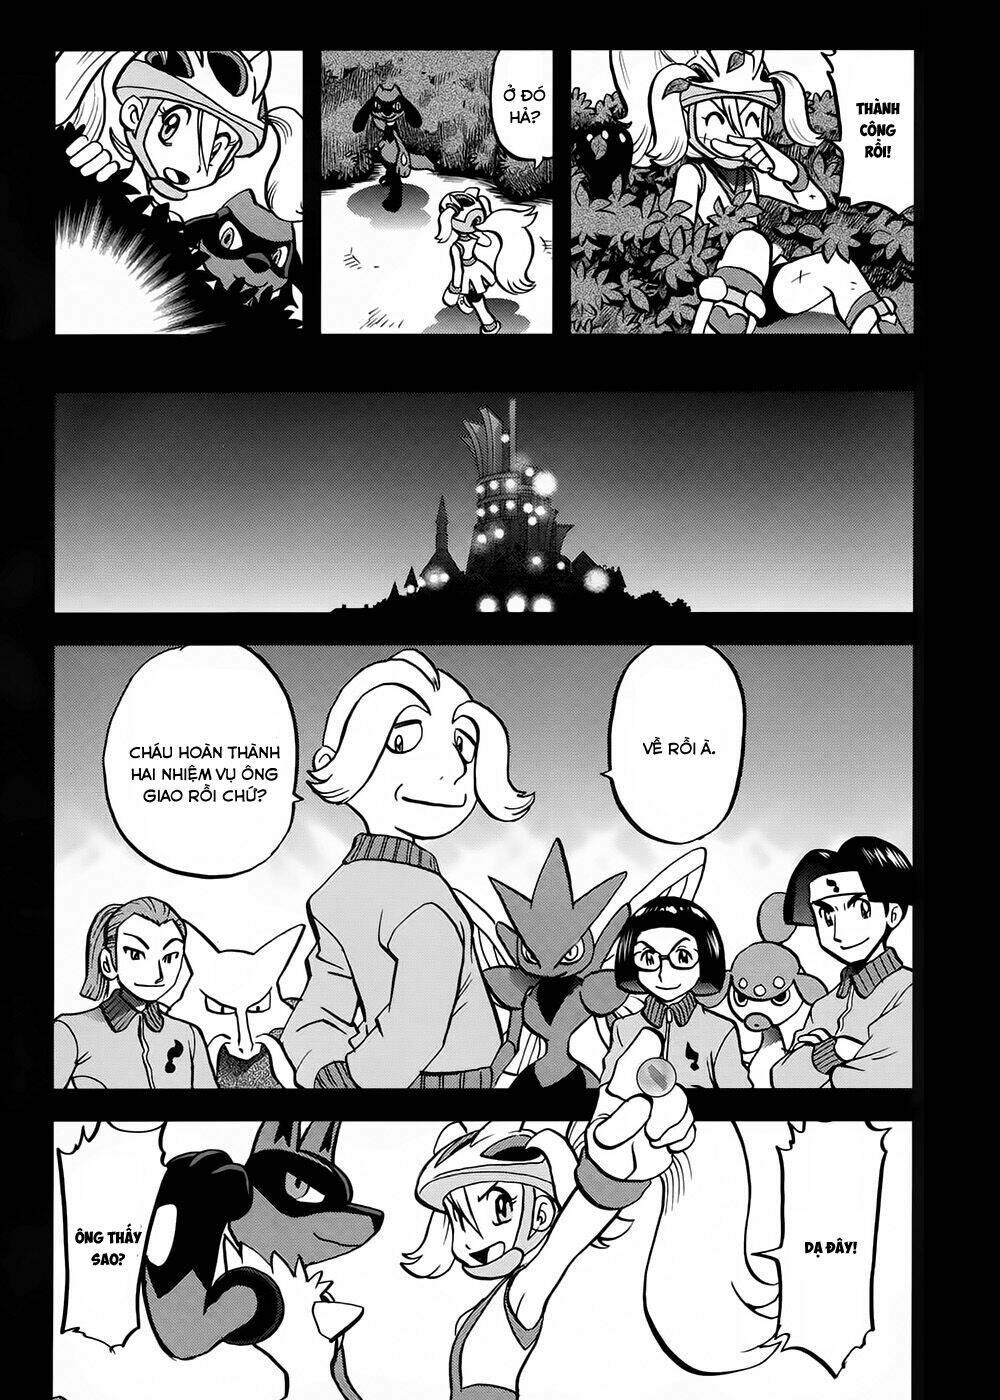 THÀNH
CÔNG
RỒI!
Ở ĐÓ
HẢ?
VỀ RỒI À.
CHÁU HOÀN THÀNH
HAI NHIỆM VỤ ÔNG
GIAO RỒI CHỨ?
DẠ ĐÂY!
ÔNG THẤY
SAO?